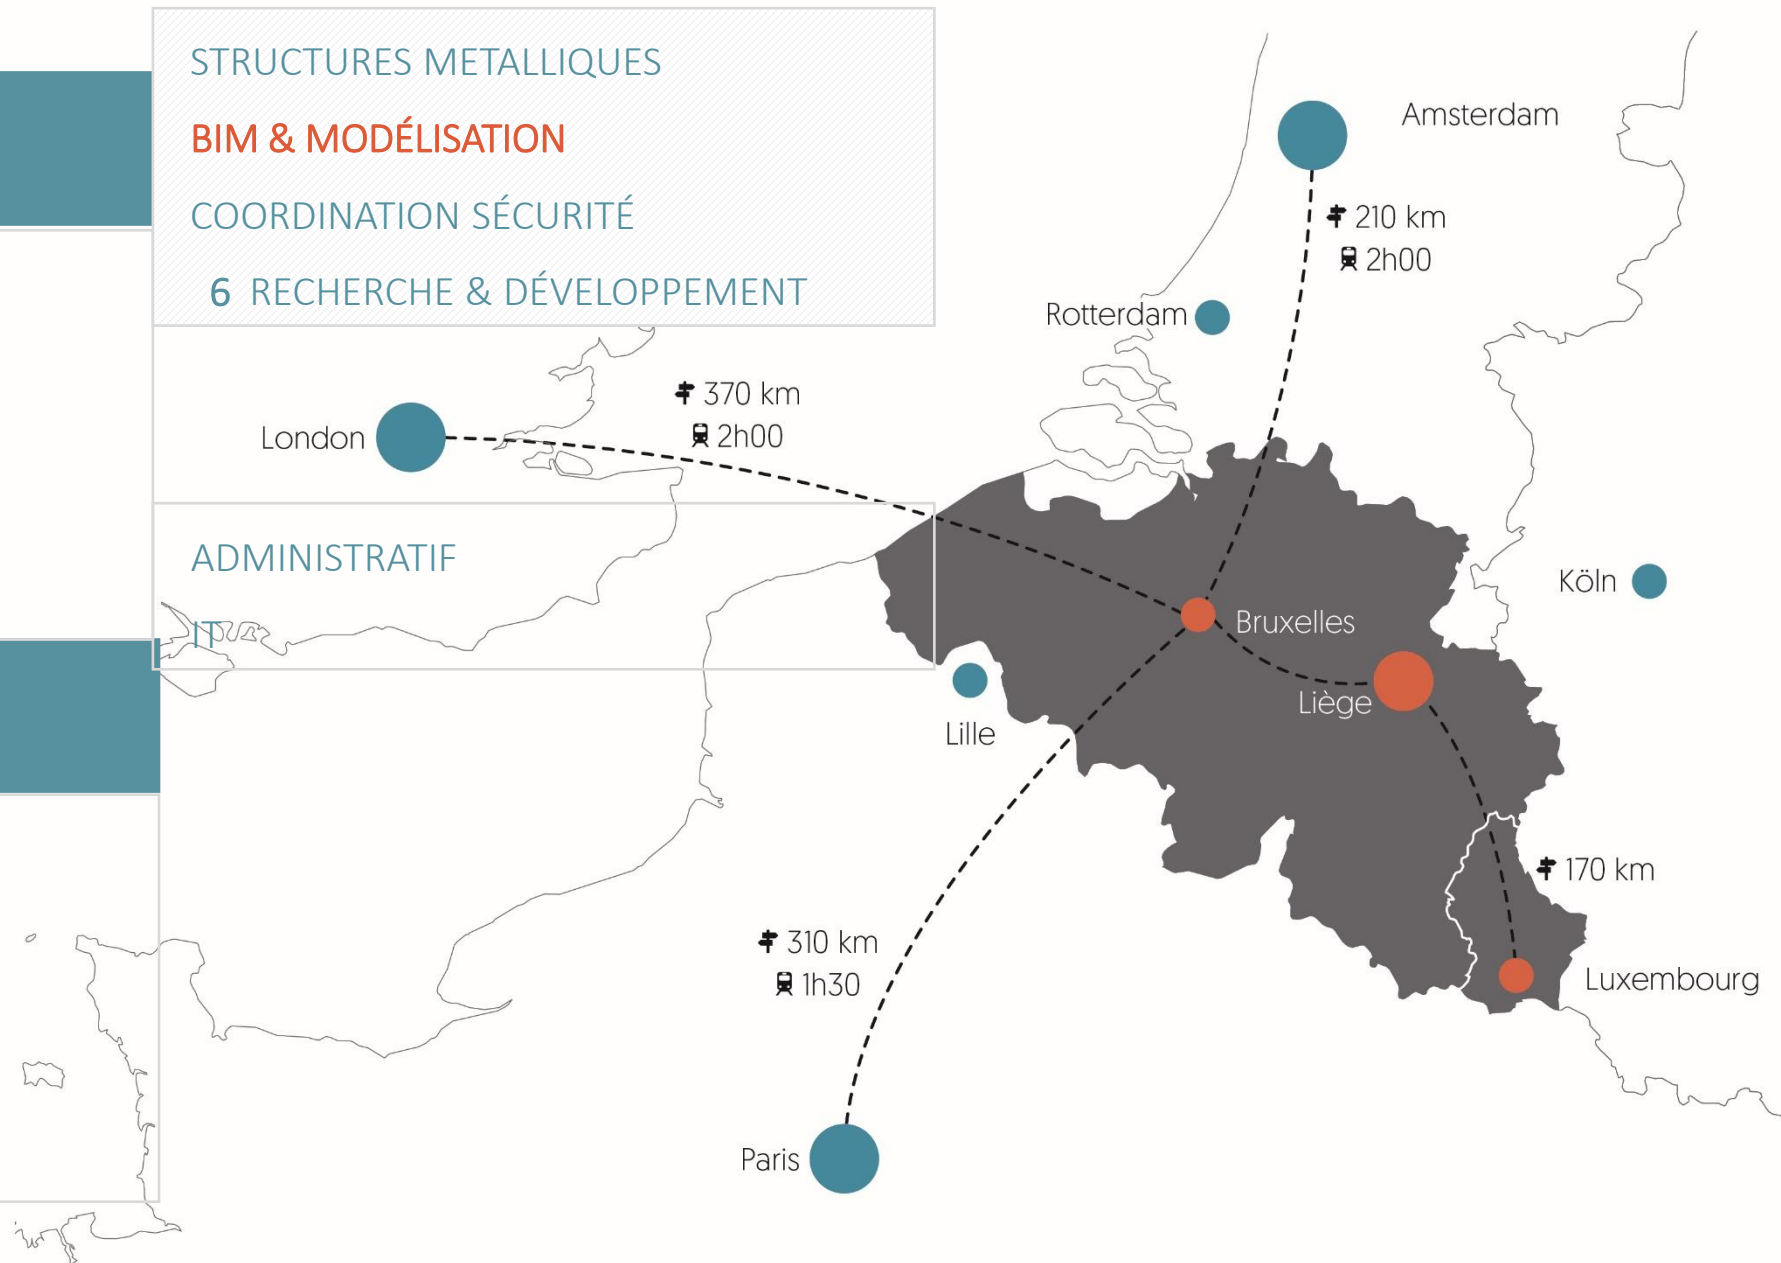 STRUCTURES METALLIQUES
BIM & MODÉLISATION
COORDINATION SÉCURITÉ
6 RECHERCHE & DÉVELOPPEMENT
Amsterdam
210 km
2h00
Rotterdam
370 km
2h00
London
ADMINISTRATIF
IT
Köln
Bruxelles
Liège
Lille
170 km
310 km
1h30
Luxembourg
Paris